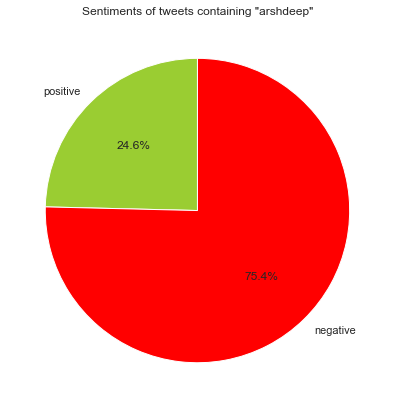 Sentiments of tweets containing "arshdeep"
positive
24.6%
75.4%
negative